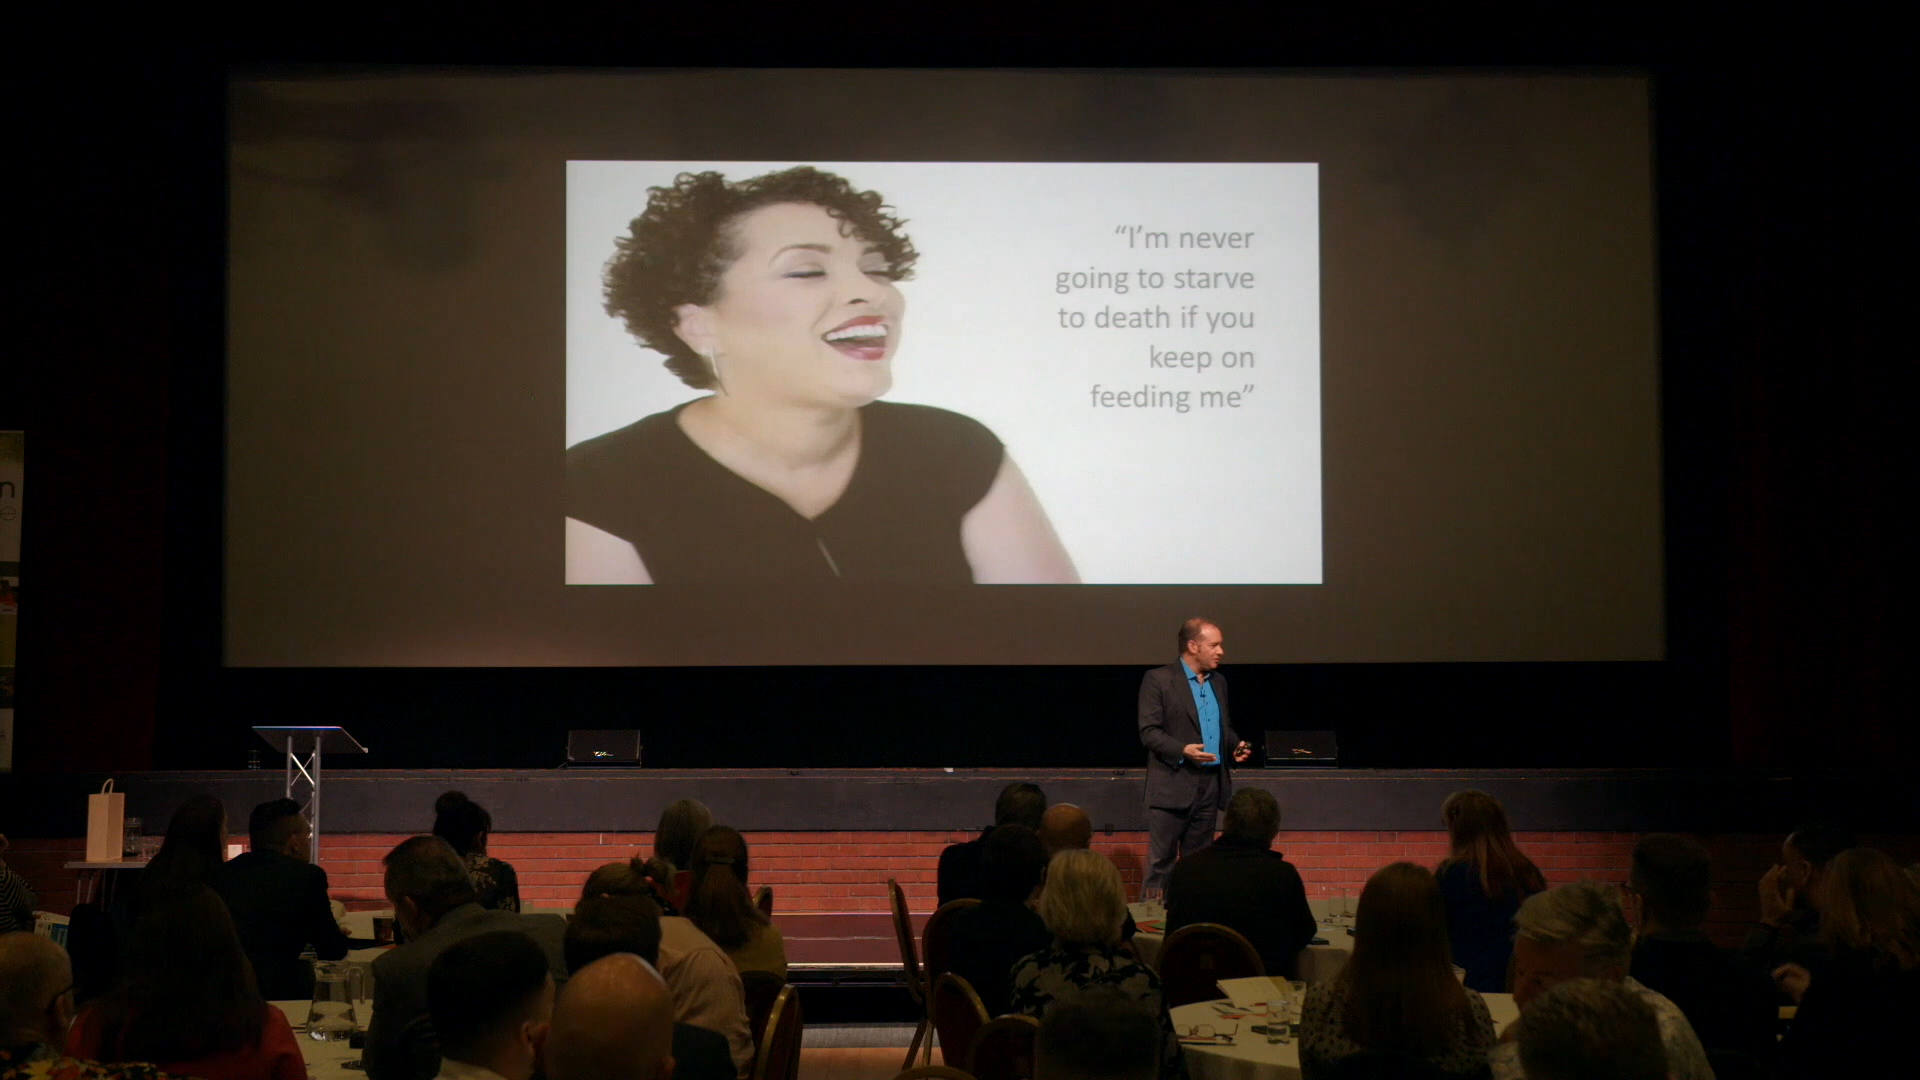 “I’m never
going to starve
to death if you
keep on
feeding me”
n
e